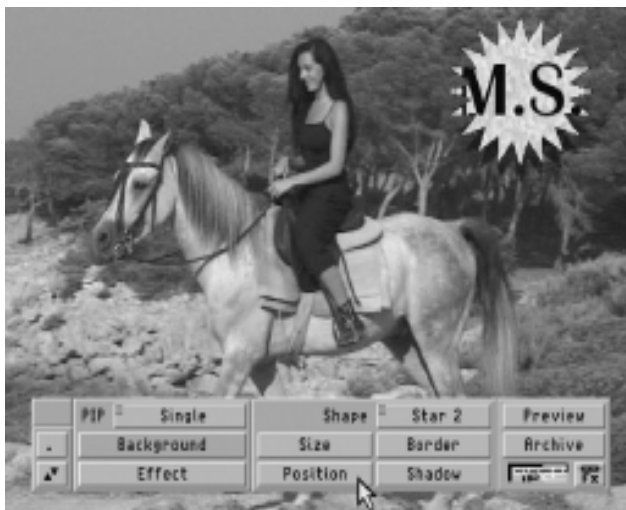 M.S.
PIP Single Shape Star 2 Preview
Background Size Border Archive
Effect Position Shadow